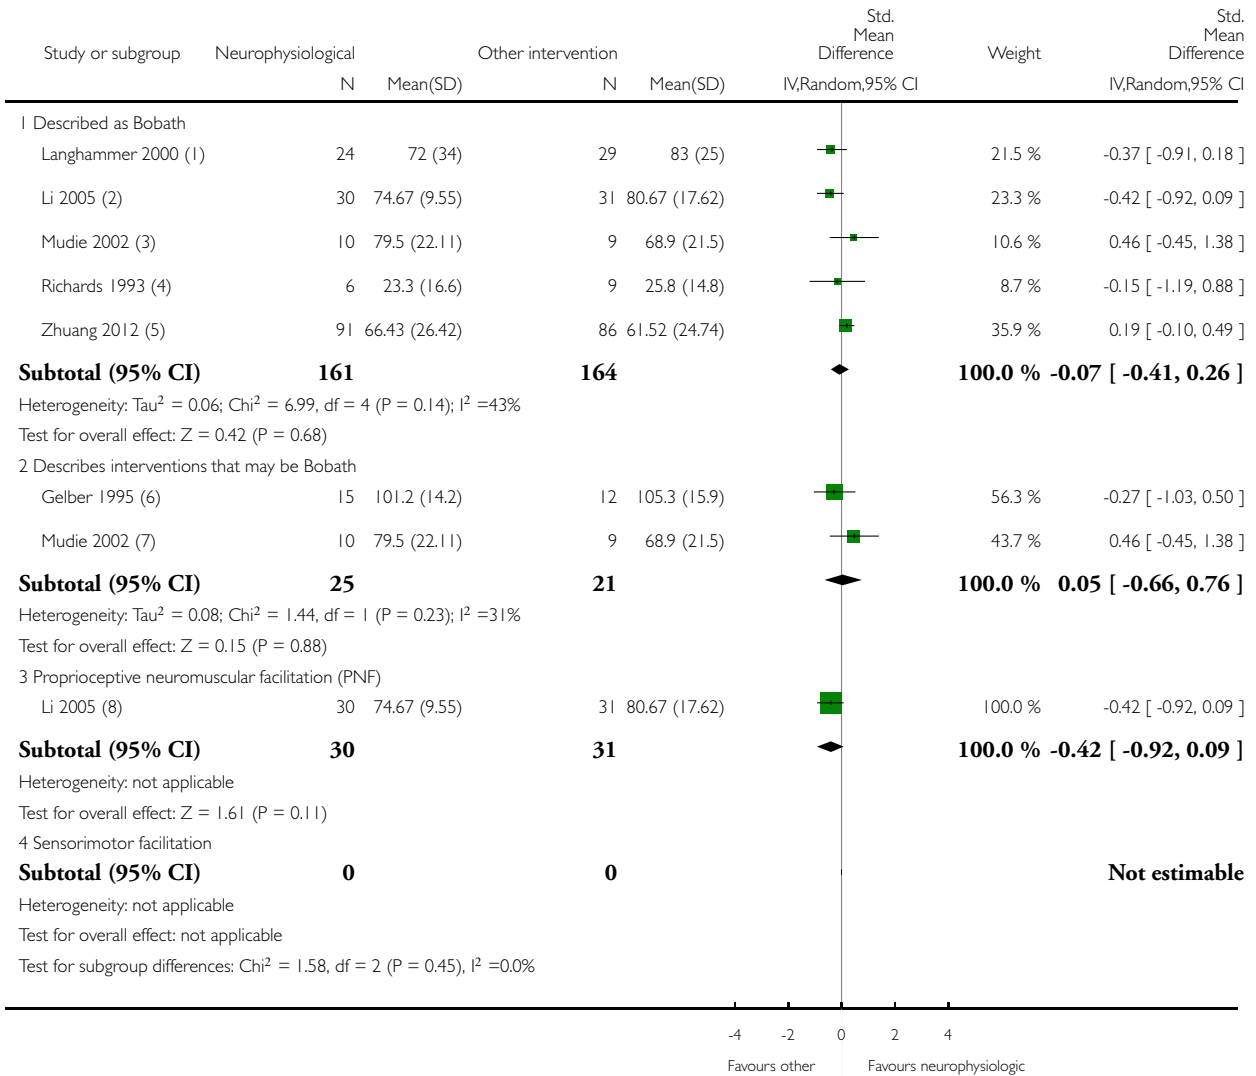 Study or subgroup Neurophysiological Other intervention Std. Mean Difference Weight Std. Mean Difference
N Mean(SD) N Mean(SD) IV,Random,95% CI IV,Random,95% CI
1 Described as Bobath
Langhammer 2000 (1) 24 72 (34) 29 83 (25) 21.5 % -0.37 [ -0.91, 0.18 ]
Li 2005 (2) 30 74.67 (9.55) 31 80.67 (17.62) 23.3 % -0.42 [ -0.92, 0.09 ]
Mudie 2002 (3) 10 79.5 (22.11) 9 68.9 (21.5) 10.6 % 0.46 [ -0.45, 1.38 ]
Richards 1993 (4) 6 23.3 (16.6) 9 25.8 (14.8) 8.7 % -0.15 [ -1.19, 0.88 ]
Zhuang 2012 (5) 91 66.43 (26.42) 86 61.52 (24.74) 35.9 % 0.19 [ -0.10, 0.49 ]
Subtotal (95% CI) 161 164 100.0 % -0.07 [ -0.41, 0.26 ]
Heterogeneity: Tau² = 0.06; Chi² = 6.99, df = 4 (P = 0.14); I² =43%
Test for overall effect: Z = 0.42 (P = 0.68)
2 Describes interventions that may be Bobath
Gelber 1995 (6) 15 101.2 (14.2) 12 105.3 (15.9) 56.3 % -0.27 [ -1.03, 0.50 ]
Mudie 2002 (7) 10 79.5 (22.11) 9 68.9 (21.5) 43.7 % 0.46 [ -0.45, 1.38 ]
Subtotal (95% CI) 25 21 100.0 % 0.05 [ -0.66, 0.76 ]
Heterogeneity: Tau² = 0.08; Chi² = 1.44, df = 1 (P = 0.23); I² =31%
Test for overall effect: Z = 0.15 (P = 0.88)
3 Proprioceptive neuromuscular facilitation (PNF)
Li 2005 (8) 30 74.67 (9.55) 31 80.67 (17.62) 100.0 % -0.42 [ -0.92, 0.09 ]
Subtotal (95% CI) 30 31 100.0 % -0.42 [ -0.92, 0.09 ]
Heterogeneity: not applicable
Test for overall effect: Z = 1.61 (P = 0.11)
4 Sensorimotor facilitation
Subtotal (95% CI) 0 0 Not estimable
Heterogeneity: not applicable
Test for overall effect: not applicable
Test for subgroup differences: Chi² = 1.58, df = 2 (P = 0.45), I² =0.0%
-4 -2 0 2 4
Favours other Favours neurophysiologic